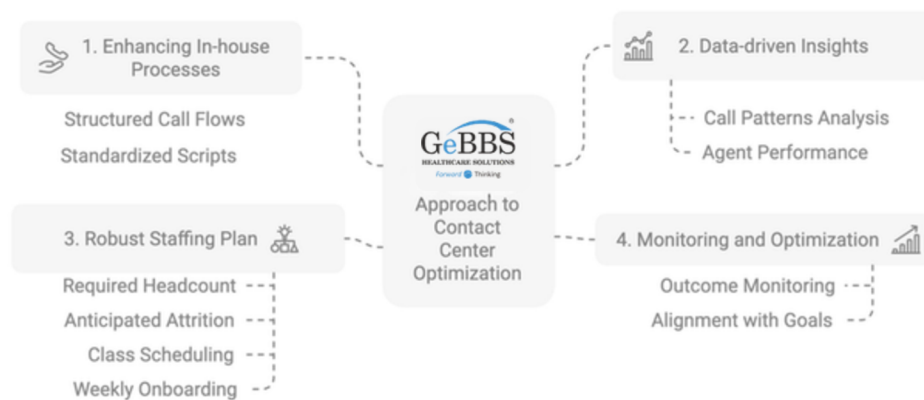 1. Enhancing In-house
Processes
Structured Call Flows
Standardized Scripts
2. Data-driven Insights
Call Patterns Analysis
Agent Performance
GeBBS
HEALTHCARE SOLUTIONS
Forward Thinking
Approach to
Contact
Center
Optimization
3. Robust Staffing Plan
Required Headcount
Anticipated Attrition
Class Scheduling
Weekly Onboarding
4. Monitoring and Optimization
Outcome Monitoring
Alignment with Goals